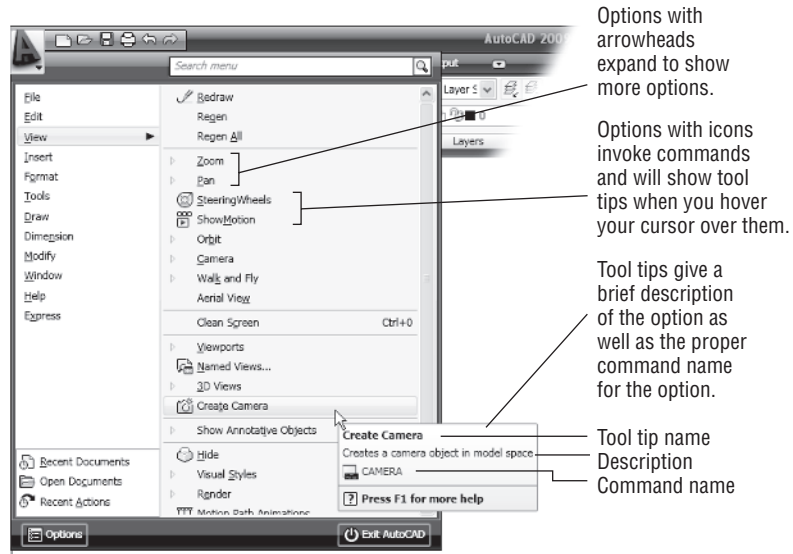 AutoCAD 2009
Search menu
put
Layer S
0
Layers
File
Edit
View
Insert
Format
Tools
Draw
Dimension
Modify
Window
Help
Express
Recent Documents
Open Documents
Recent Actions
Options
Exit AutoCAD
Redraw
Regen
Regen All
Zoom
Pan
SteeringWheels
ShowMotion
Orbit
Camera
Walk and Fly
Aerial View
Clean Screen Ctrl+0
Viewports
Named Views...
3D Views
Create Camera
Show Annotative Objects
Hide
Visual Styles
Render
Motion Path Animations...
Create Camera
Creates a camera object in model space
CAMERA
Press F1 for more help
Options with
arrowheads
expand to show
more options.
Options with icons
invoke commands
and will show tool
tips when you hover
your cursor over them.
Tool tips give a
brief description
of the option as
well as the proper
command name
for the option.
Tool tip name
Description
Command name